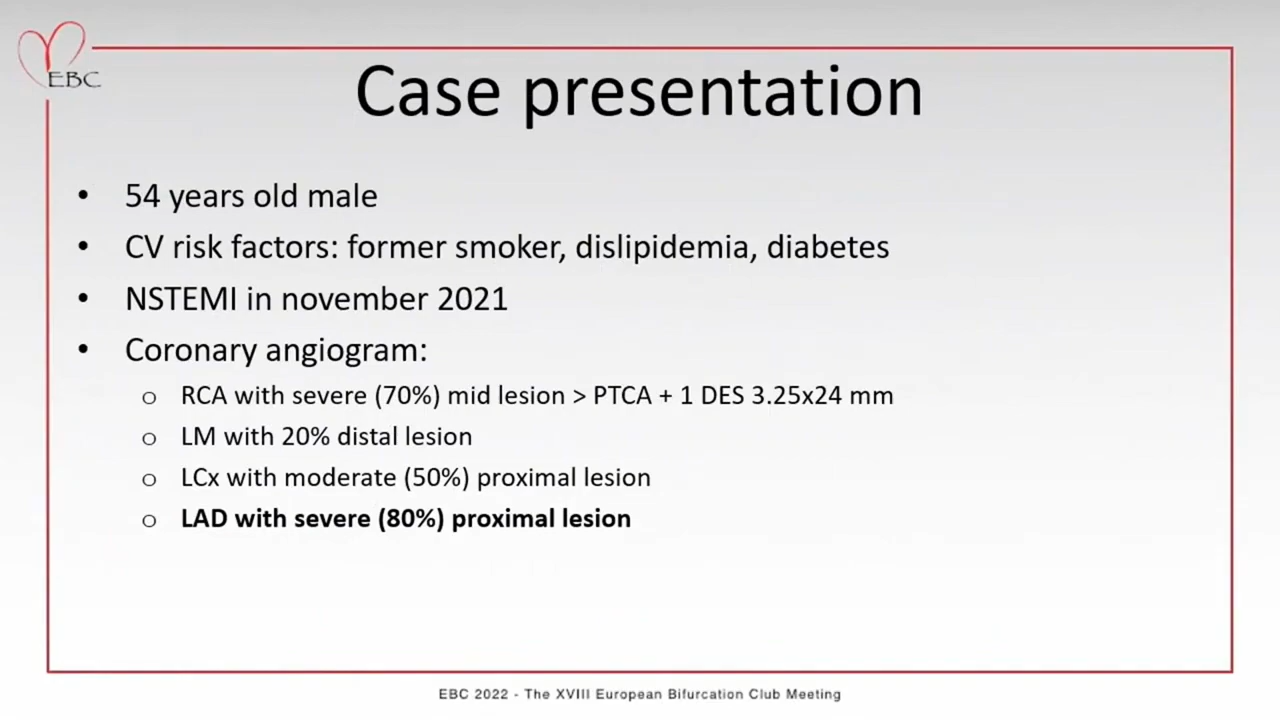 EBC
Case presentation
• 54 years old male
• CV risk factors: former smoker, dislipidemia, diabetes
• NSTEMI in november 2021
• Coronary angiogram:
o RCA with severe (70%) mid lesion > PTCA + 1 DES 3.25x24 mm
o LM with 20% distal lesion
o LCx with moderate (50%) proximal lesion
o LAD with severe (80%) proximal lesion
EBC 2022 - The XVIII European Bifurcation Club Meeting